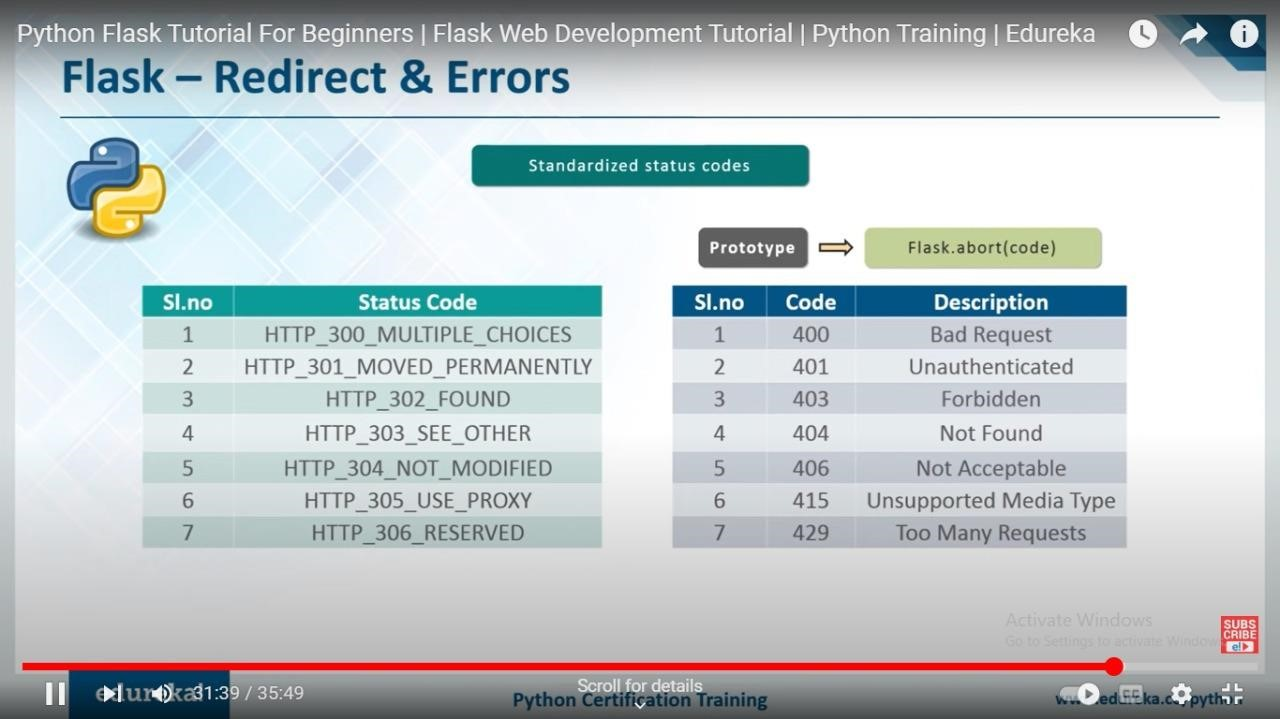 Python Flask Tutorial For Beginners | Flask Web Development Tutorial | Python Training | Edureka
Flask – Redirect & Errors
Standardized status codes
Prototype Flask.abort(code)
Sl.no Status Code
1 HTTP_300_MULTIPLE_CHOICES
2 HTTP_301_MOVED_PERMANENTLY
3 HTTP_302_FOUND
4 HTTP_303_SEE_OTHER
5 HTTP_304_NOT_MODIFIED
6 HTTP_305_USE_PROXY
7 HTTP_306_RESERVED
Sl.no Code Description
1 400 Bad Request
2 401 Unauthenticated
3 403 Forbidden
4 404 Not Found
5 406 Not Acceptable
6 415 Unsupported Media Type
7 429 Too Many Requests
Activate Windows
Go to Settings to activate Windows
SUBS
CRIBE
e!
edureka!
31:39 / 35:49
Scroll for details
Python Certification Training
CC